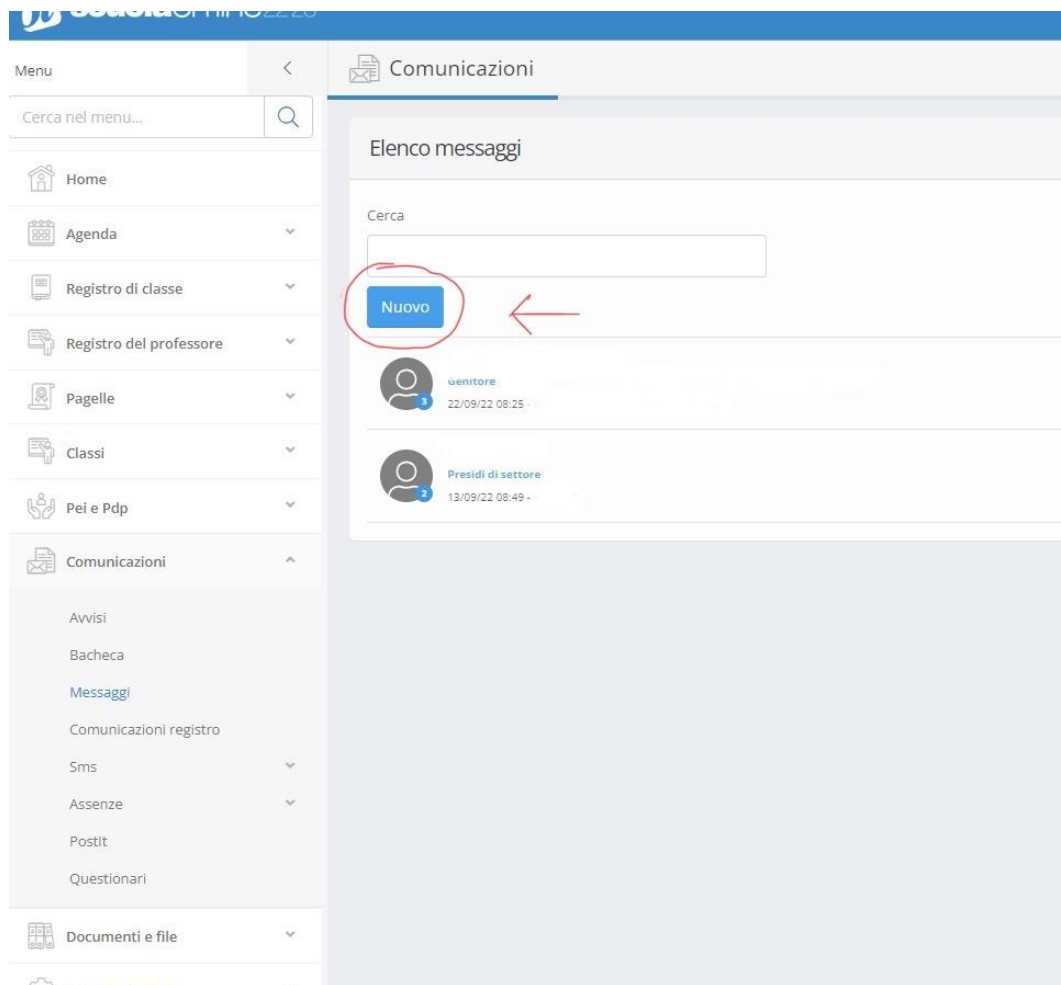 Menu
Comunicazioni
Cerca nel menu...
Elenco messaggi
Home
Cerca
Agenda
Registro di classe
Nuovo
Registro del professore
Genitore
22/09/22 08:25 -
Pagelle
Classi
Presidi di settore
13/09/22 08:49 -
Pei e Pdp
Comunicazioni
Avvisi
Bacheca
Messaggi
Comunicazioni registro
Sms
Assenze
PostIt
Questionari
Documenti e file
3
2